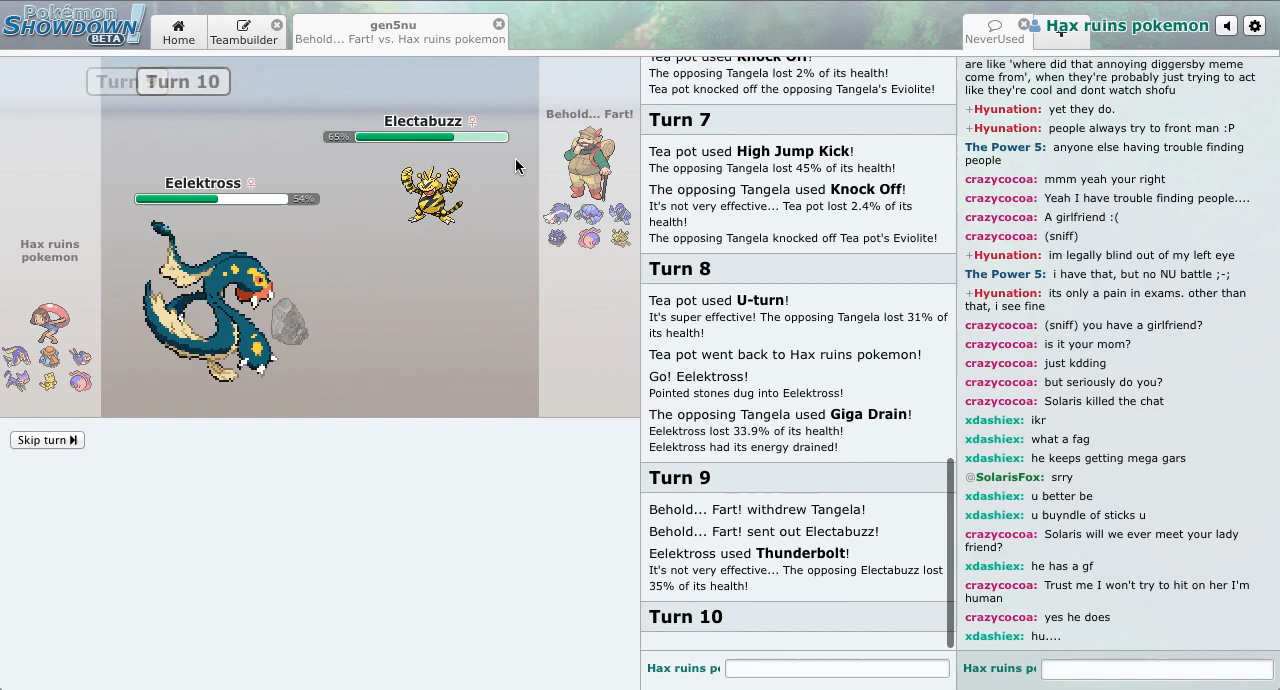 Pokémon
SHOWDOWN!
BETA
Home
Teambuilder
gen5nu
Behold... Fart! vs. Hax ruins pokemon
NeverUsed
Hax ruins pokemon
Turn
Turn 10
Electabuzz ♀
65%
Eelektross ♀
54%
Hax ruins
pokemon
Behold... Fart!
Skip turn
Tea pot used Knock Off!
The opposing Tangela lost 2% of its health!
Tea pot knocked off the opposing Tangela's Eviolite!
Turn 7
Tea pot used High Jump Kick!
The opposing Tangela lost 45% of its health!
The opposing Tangela used Knock Off!
It's not very effective... Tea pot lost 2.4% of its
health!
The opposing Tangela knocked off Tea pot's Eviolite!
Turn 8
Tea pot used U-turn!
It's super effective! The opposing Tangela lost 31% of
its health!
Tea pot went back to Hax ruins pokemon!
Go! Eelektross!
Pointed stones dug into Eelektross!
The opposing Tangela used Giga Drain!
Eelektross lost 33.9% of its health!
Eelektross had its energy drained!
Turn 9
Behold... Fart! withdrew Tangela!
Behold... Fart! sent out Electabuzz!
Eelektross used Thunderbolt!
It's not very effective... The opposing Electabuzz lost
35% of its health!
Turn 10
Hax ruins po
are like 'where did that annoying diggersby meme
come from', when they're probably just trying to act
like they're cool and dont watch shofu
+Hyunation: yet they do.
+Hyunation: people always try to front man :P
The Power 5: anyone else having trouble finding
people
crazycocoa: mmm yeah your right
crazycocoa: Yeah I have trouble finding people....
crazycocoa: A girlfriend :(
crazycocoa: (sniff)
+Hyunation: im legally blind out of my left eye
The Power 5: i have that, but no NU battle ;-;
+Hyunation: its only a pain in exams. other than
that, i see fine
crazycocoa: (sniff) you have a girlfriend?
crazycocoa: is it your mom?
crazycocoa: just kdding
crazycocoa: but seriously do you?
crazycocoa: Solaris killed the chat
xdashiex: ikr
xdashiex: what a fag
xdashiex: he keeps getting mega gars
@SolarisFox: srry
xdashiex: u better be
xdashiex: u buyndle of sticks u
crazycocoa: Solaris will we ever meet your lady
friend?
xdashiex: he has a gf
crazycocoa: Trust me I won't try to hit on her I'm
human
crazycocoa: yes he does
xdashiex: hu....
Hax ruins po